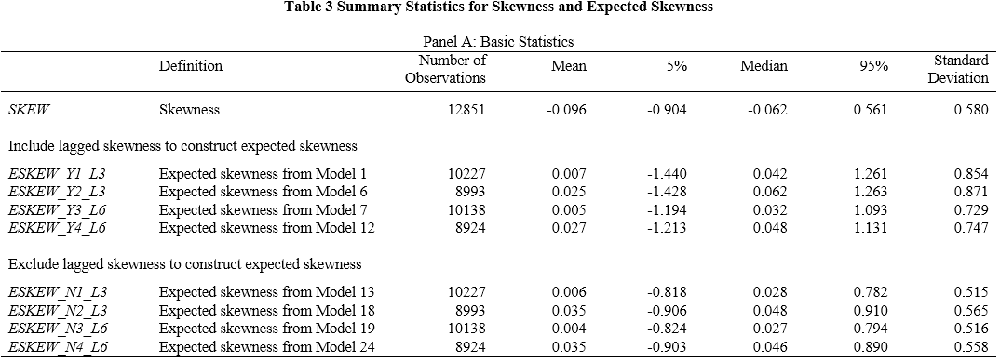 Table 3 Summary Statistics for Skewness and Expected Skewness
Panel A: Basic Statistics
Definition Number of Observations Mean 5% Median 95% Standard Deviation
SKEW Skewness 12851 -0.096 -0.904 -0.062 0.561 0.580
Include lagged skewness to construct expected skewness
ESKEW_Y1_L3 Expected skewness from Model 1 10227 0.007 -1.440 0.042 1.261 0.854
ESKEW_Y2_L3 Expected skewness from Model 6 8993 0.025 -1.428 0.062 1.263 0.871
ESKEW_Y3_L6 Expected skewness from Model 7 10138 0.005 -1.194 0.032 1.093 0.729
ESKEW_Y4_L6 Expected skewness from Model 12 8924 0.027 -1.213 0.048 1.131 0.747
Exclude lagged skewness to construct expected skewness
ESKEW_N1_L3 Expected skewness from Model 13 10227 0.006 -0.818 0.028 0.782 0.515
ESKEW_N2_L3 Expected skewness from Model 18 8993 0.035 -0.906 0.048 0.910 0.565
ESKEW_N3_L6 Expected skewness from Model 19 10138 0.004 -0.824 0.027 0.794 0.516
ESKEW_N4_L6 Expected skewness from Model 24 8924 0.035 -0.903 0.046 0.890 0.558